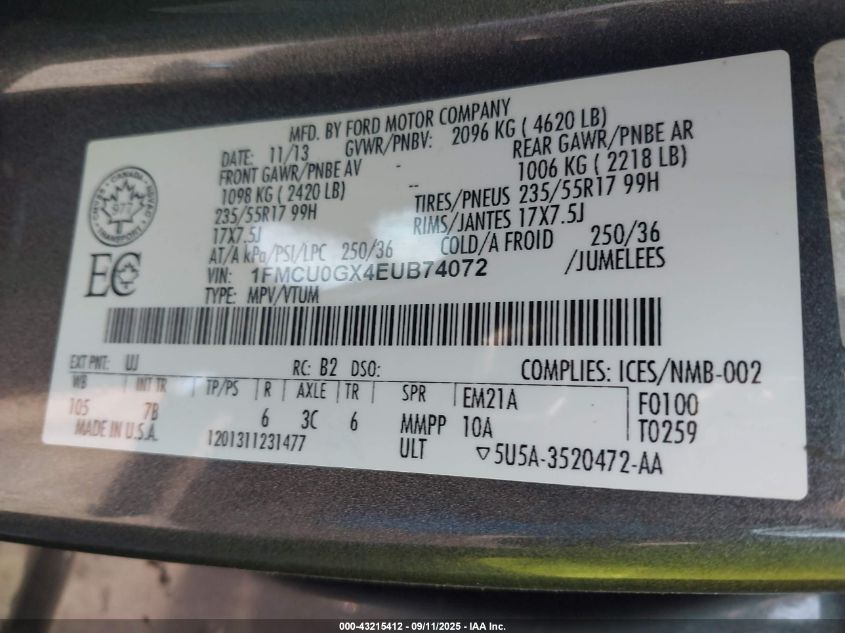 MFD. BY FORD MOTOR COMPANY
DATE: 11/13 GVWR/PNBV: 2096 KG ( 4620 LB)
FRONT GAWR/PNBE AV - REAR GAWR/PNBE AR
1098 KG ( 2420 LB) -- 1006 KG ( 2218 LB)
235/55R17 99H TIRES/PNEUS 235/55R17 99H
17X7.5J RIMS/JANTES 17X7.5J
AT/A kPa/PSI/LPC 250/36 COLD/A FROID 250/36
VIN: 1FMCU0GX4EUB74072 /JUMELEES
TYPE: MPV/VTUM
CANADA
TRANSPORT
EC
EXT PNT: UJ RC: B2 DSO: COMPLIES: ICES/NMB-002
WB INT TR TP/PS R AXLE TR SPR EM21A F0100
105 7B 6 3C 6 MMPP 10A T0259
MADE IN U.S.A. 1201311231477 ULT ▽5U5A-3520472-AA
000-43215412 - 09/11/2025 - IAA Inc.